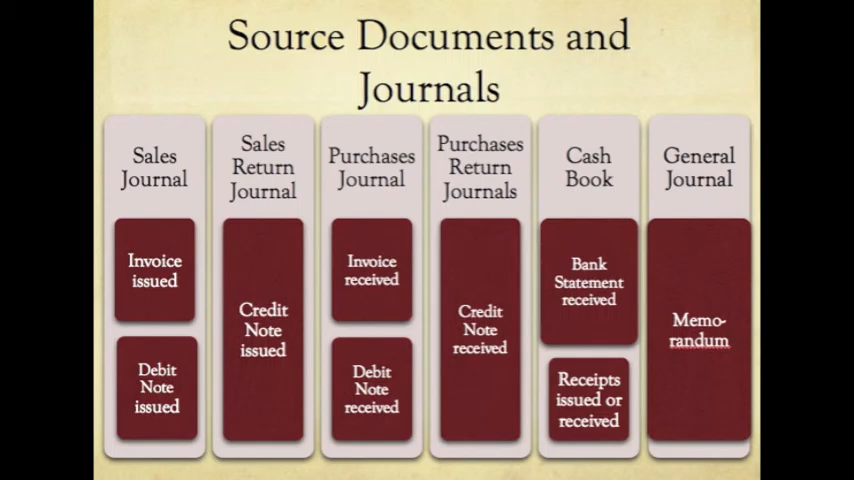 Source Documents and
Journals
Sales
Journal
Invoice
issued
Debit
Note
issued
Sales
Return
Journal
Credit
Note
issued
Purchases
Journal
Invoice
received
Debit
Note
received
Purchases
Return
Journals
Credit
Note
received
Cash
Book
Bank
Statement
received
Receipts
issued or
received
General
Journal
Memo-
randum